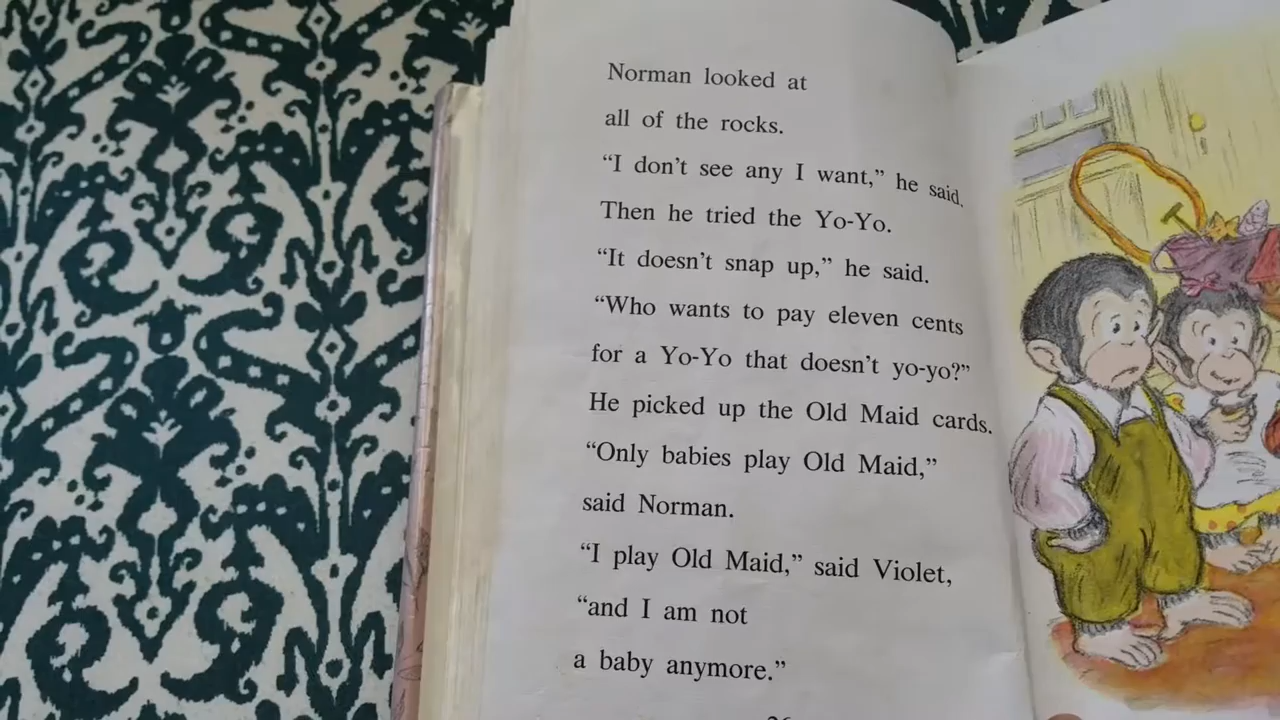 Norman looked at
all of the rocks.
“I don’t see any I want,” he said.
Then he tried the Yo-Yo.
“It doesn’t snap up,” he said.
“Who wants to pay eleven cents
for a Yo-Yo that doesn’t yo-yo?”
He picked up the Old Maid cards.
“Only babies play Old Maid,”
said Norman.
“I play Old Maid,” said Violet,
“and I am not
a baby anymore.”